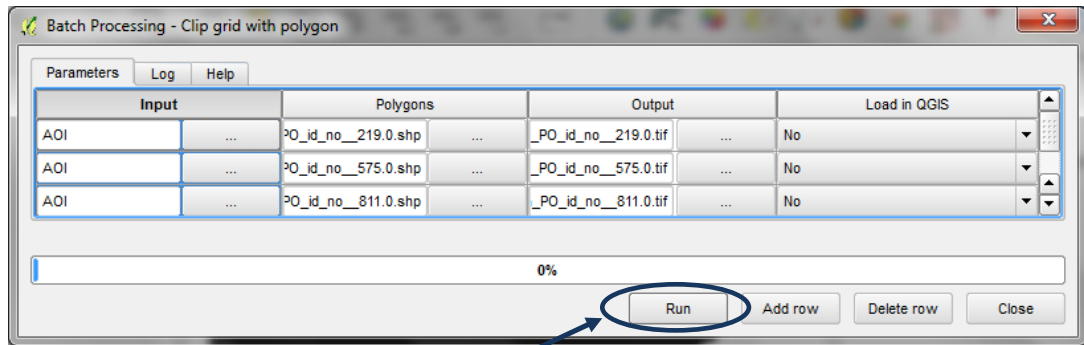 Batch Processing - Clip grid with polygon
Parameters Log Help
Input Polygons Output Load in QGIS
AOI ... PO_id_no__219.0.shp ... _PO_id_no__219.0.tif ... No
AOI ... PO_id_no__575.0.shp ... _PO_id_no__575.0.tif ... No
AOI ... PO_id_no__811.0.shp ... _PO_id_no__811.0.tif ... No
0%
Run Add row Delete row Close